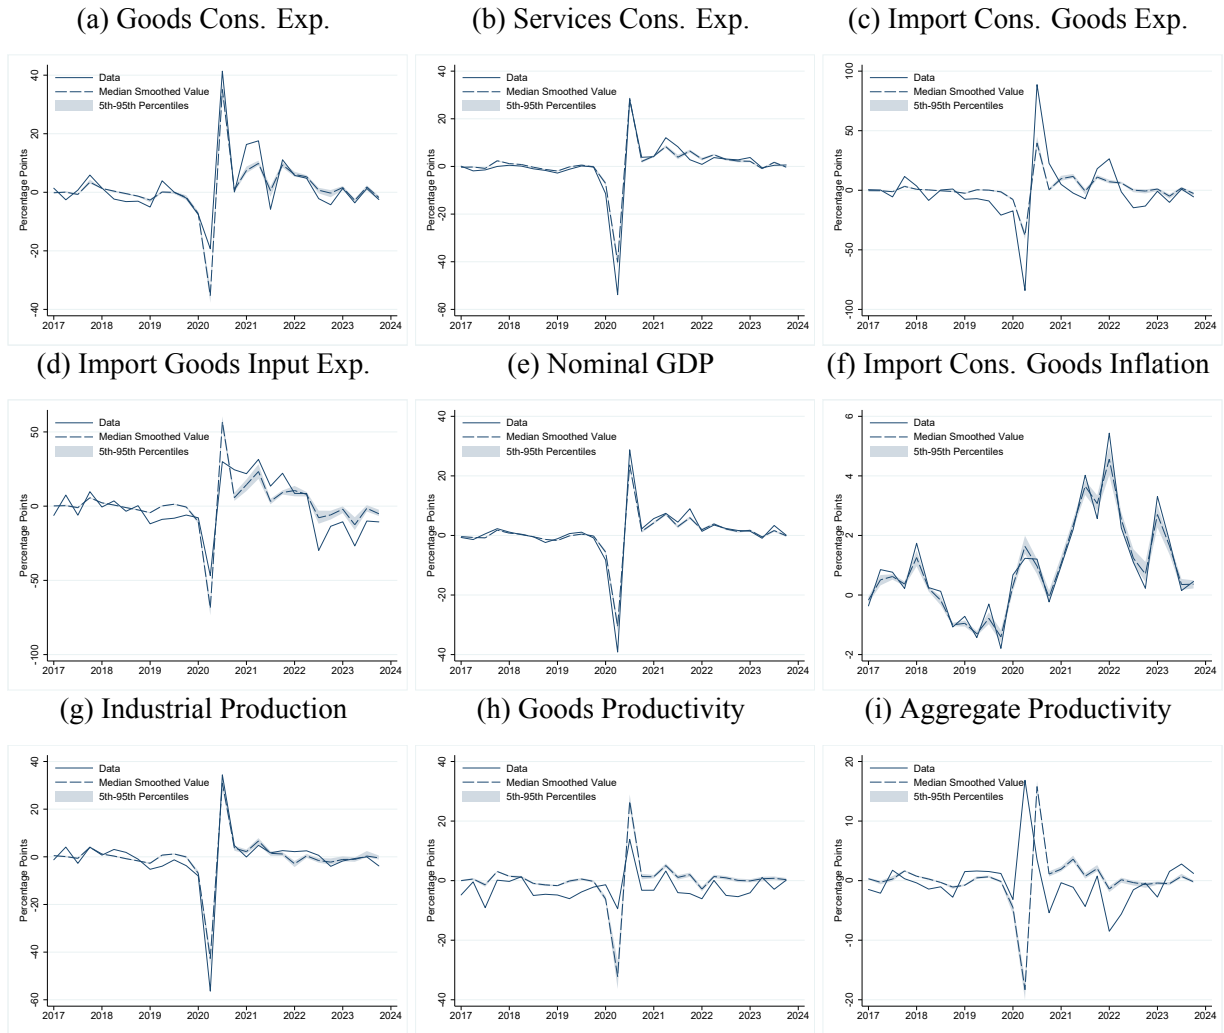 (a) Goods Cons. Exp.
(b) Services Cons. Exp.
(c) Import Cons. Goods Exp.
Percentage Points
40
20
0
-20
-40
Data
Median Smoothed Value
5th-95th Percentiles
2017 2018 2019 2020 2021 2022 2023 2024
Percentage Points
40
20
0
-20
-40
-60
Data
Median Smoothed Value
5th-95th Percentiles
2017 2018 2019 2020 2021 2022 2023 2024
Percentage Points
100
50
0
-50
-100
Data
Median Smoothed Value
5th-95th Percentiles
2017 2018 2019 2020 2021 2022 2023 2024
(d) Import Goods Input Exp.
(e) Nominal GDP
(f) Import Cons. Goods Inflation
Percentage Points
50
0
-50
-100
Data
Median Smoothed Value
5th-95th Percentiles
2017 2018 2019 2020 2021 2022 2023 2024
Percentage Points
40
20
0
-20
-40
Data
Median Smoothed Value
5th-95th Percentiles
2017 2018 2019 2020 2021 2022 2023 2024
Percentage Points
6
4
2
0
-2
Data
Median Smoothed Value
5th-95th Percentiles
2017 2018 2019 2020 2021 2022 2023 2024
(g) Industrial Production
(h) Goods Productivity
(i) Aggregate Productivity
Percentage Points
40
20
0
-20
-40
-60
Data
Median Smoothed Value
5th-95th Percentiles
2017 2018 2019 2020 2021 2022 2023 2024
Percentage Points
40
20
0
-20
-40
Data
Median Smoothed Value
5th-95th Percentiles
2017 2018 2019 2020 2021 2022 2023 2024
Percentage Points
20
10
0
-10
-20
Data
Median Smoothed Value
5th-95th Percentiles
2017 2018 2019 2020 2021 2022 2023 2024